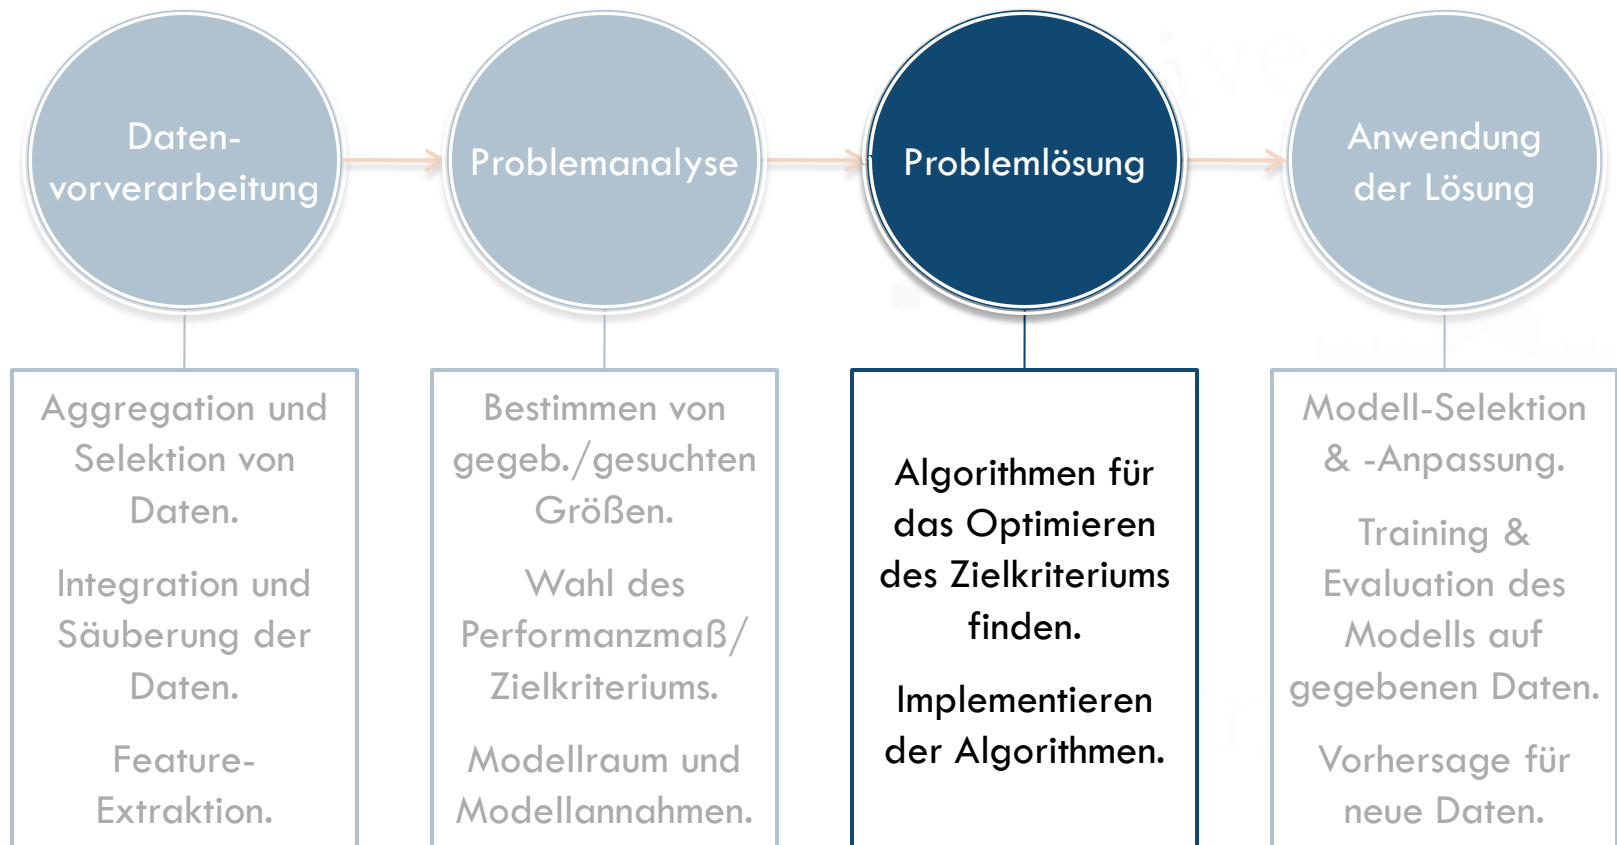 Daten-
vorverarbeitung
Problemanalyse
Problemlösung
Anwendung
der Lösung
Aggregation und
Selektion von
Daten.
Integration und
Säuberung der
Daten.
Feature-
Extraktion.
Bestimmen von
gegeb./gesuchten
Größen.
Wahl des
Performanzmaß/
Zielkriteriums.
Modellraum und
Modellannahmen.
Algorithmen für
das Optimieren
des Zielkriteriums
finden.
Implementieren
der Algorithmen.
Modell-Selektion
& -Anpassung.
Training &
Evaluation des
Modells auf
gegebenen Daten.
Vorhersage für
neue Daten.